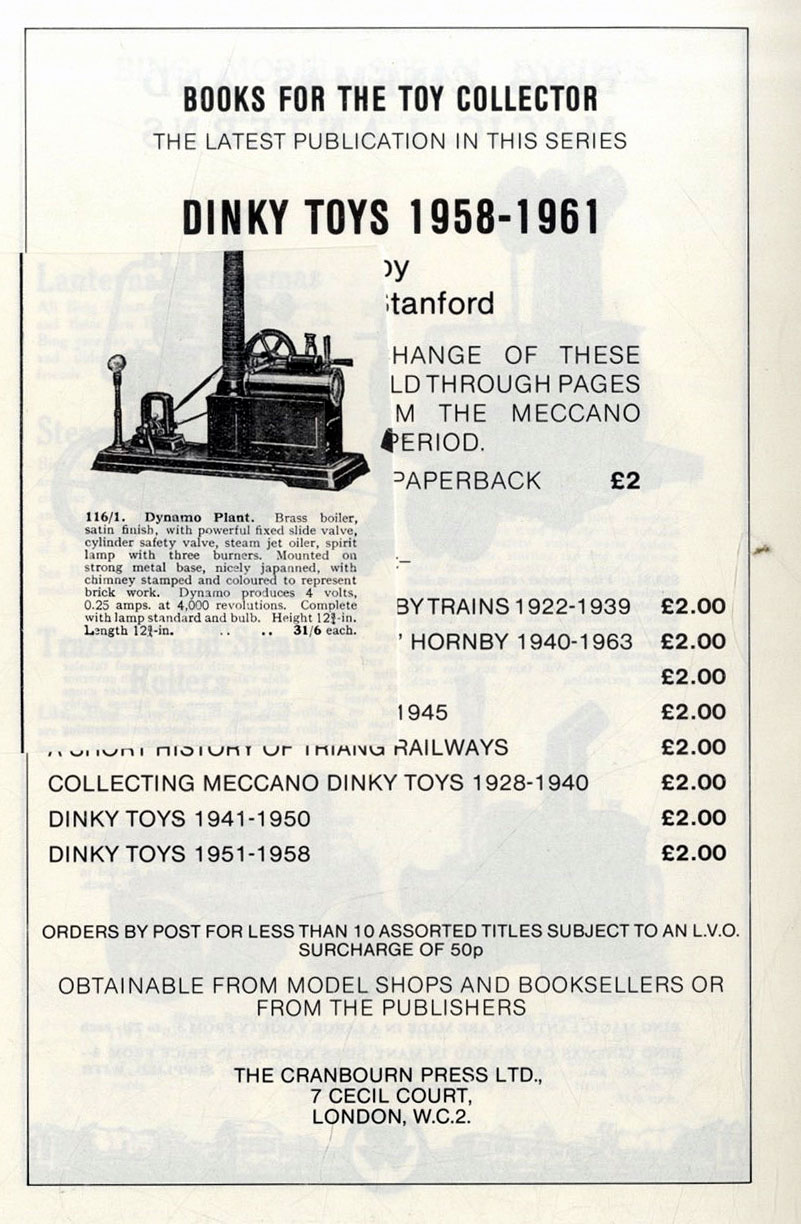 BOOKS FOR THE TOY COLLECTOR
THE LATEST PUBLICATION IN THIS SERIES
DINKY TOYS 1958-1961
by
Stanford
HANGE OF THESE
LD THROUGH PAGES
M THE MECCANO
PERIOD.
PAPERBACK £2
116/1. Dynamo Plant. Brass boiler,
satin finish, with powerful fixed slide valve,
cylinder safety valve, steam jet oiler, spirit
lamp with three burners. Mounted on
strong metal base, nicely japanned, with
chimney stamped and coloured to represent
brick work. Dynamo produces 4 volts,
0.25 amps. at 4,000 revolutions. Complete
with lamp standard and bulb. Height 12¾-in.
Length 12¾-in. .. .. 31/6 each.
BY TRAINS 1922-1939 £2.00
' HORNBY 1940-1963 £2.00
£2.00
1945 £2.00
A SHORT HISTORY OF TRIANG RAILWAYS £2.00
COLLECTING MECCANO DINKY TOYS 1928-1940 £2.00
DINKY TOYS 1941-1950 £2.00
DINKY TOYS 1951-1958 £2.00
ORDERS BY POST FOR LESS THAN 10 ASSORTED TITLES SUBJECT TO AN L.V.O.
SURCHARGE OF 50p
OBTAINABLE FROM MODEL SHOPS AND BOOKSELLERS OR
FROM THE PUBLISHERS
THE CRANBOURN PRESS LTD.,
7 CECIL COURT,
LONDON, W.C.2.